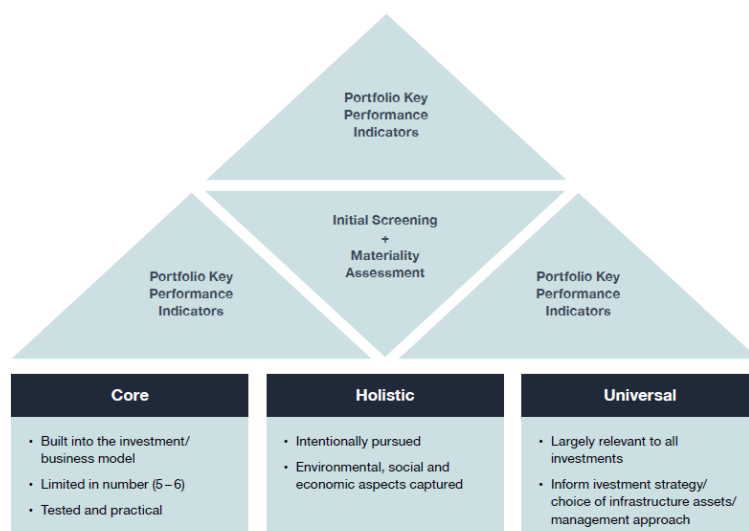 Portfolio Key
Performance
Indicators
Initial Screening
+
Materiality
Assessment
Portfolio Key
Performance
Indicators
Portfolio Key
Performance
Indicators
Core
• Built into the investment/
business model
• Limited in number (5–6)
• Tested and practical
Holistic
• Intentionally pursued
• Environmental, social and
economic aspects captured
Universal
• Largely relevant to all
investments
• Inform ivestment strategy/
choice of infrastructure assets/
management approach